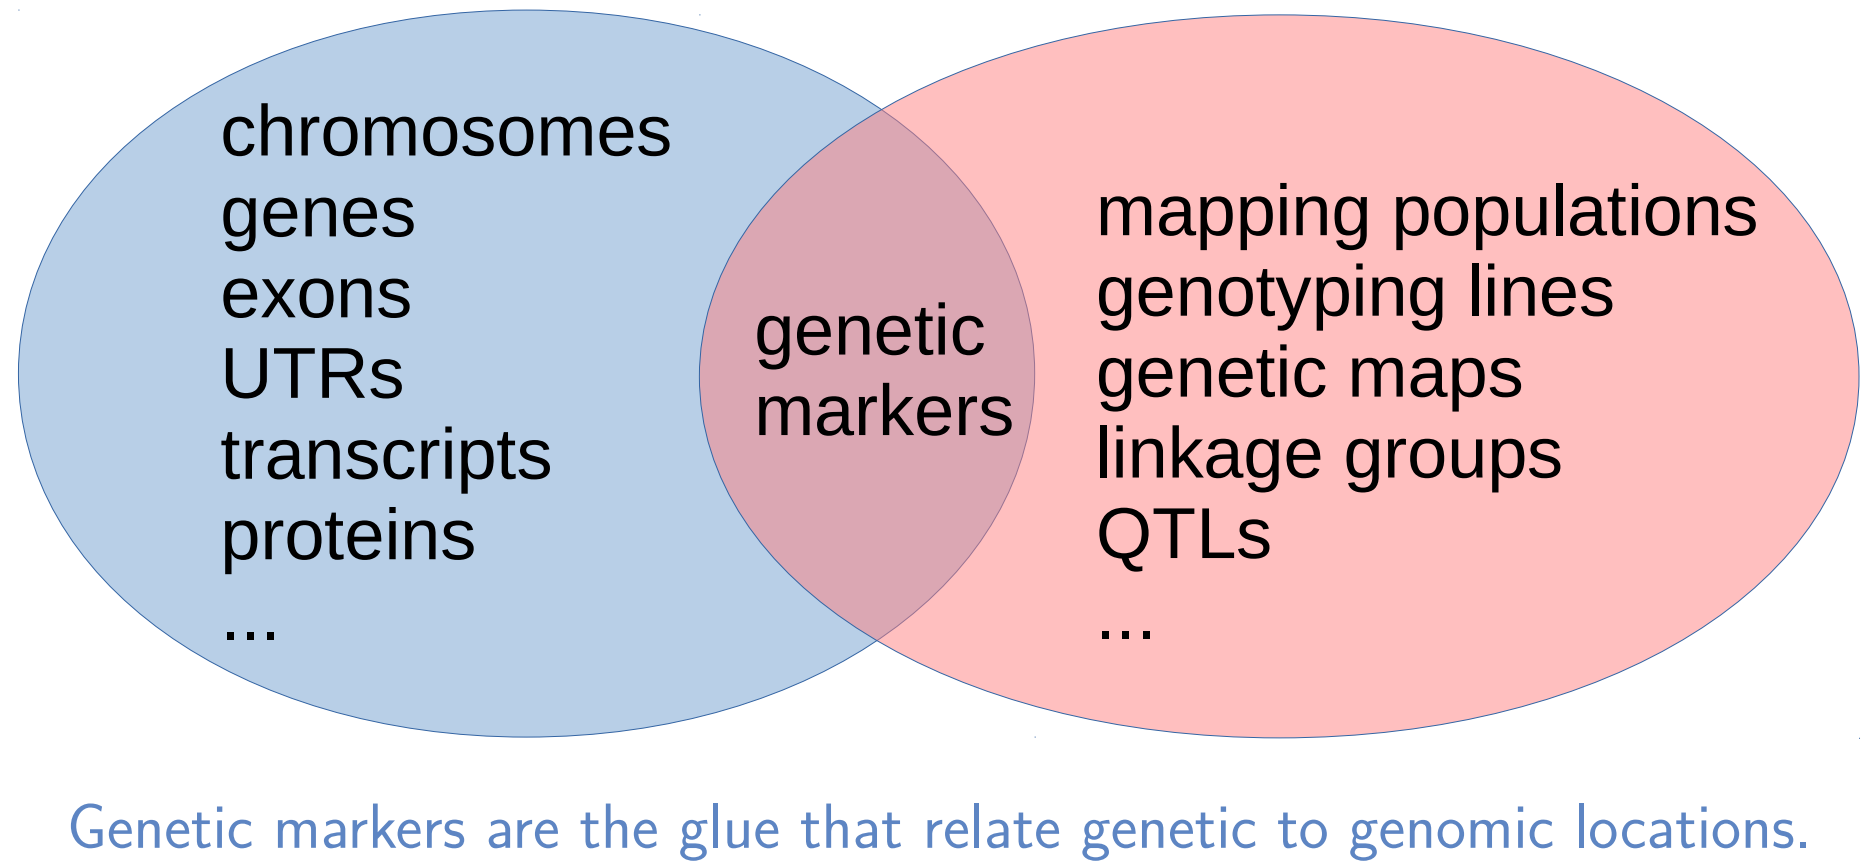 chromosomes
genes
exons
UTRs
transcripts
proteins
...
genetic
markers
mapping populations
genotyping lines
genetic maps
linkage groups
QTLs
...
Genetic markers are the glue that relate genetic to genomic locations.